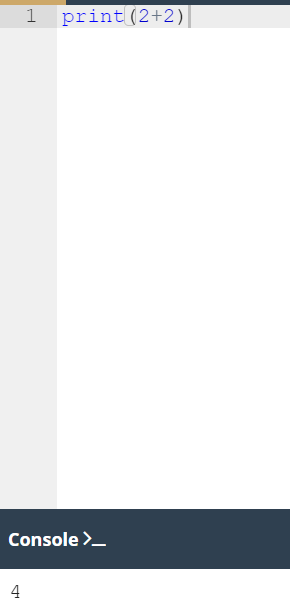 1 print(2+2)
Console >_
4